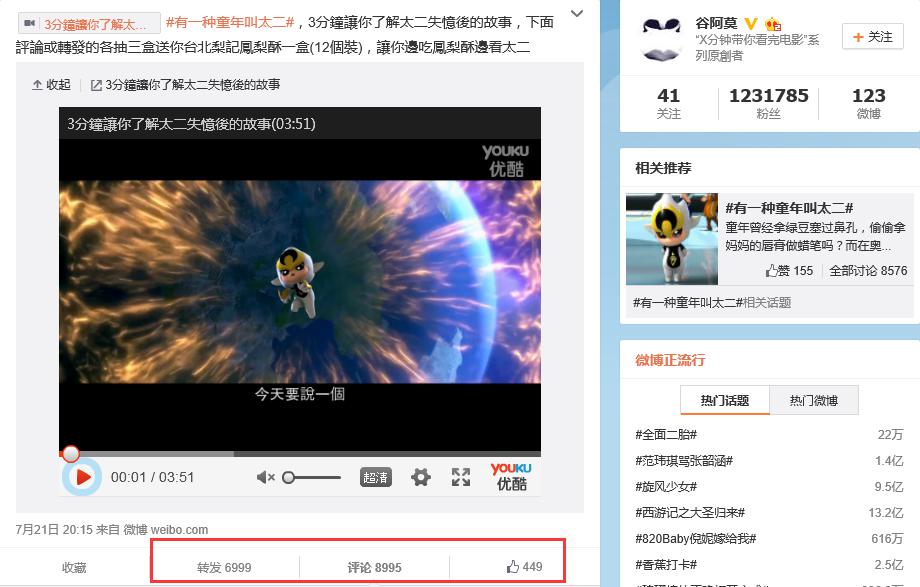 3分鐘讓你了解太二失... #有一种童年叫太二#，3分鐘讓你了解太二失憶後的故事，下面
評論或轉發的各抽三盒送你台北梨記鳳梨酥一盒(12個裝)，讓你邊吃鳳梨酥邊看太二
收起 3分鐘讓你了解太二失憶後的故事
3分鐘讓你了解太二失憶後的故事(03:51)
YOUKU
优酷
今天要說一個
00:01 / 03:51 超清 YOUKU
优酷
7月21日 20:15 来自 微博 weibo.com
收藏 转发 6999 评论 8995 449
谷阿莫
“X分钟带你看完电影”系
列原創者
+ 关注
41 1231785 123
关注 粉丝 微博
相关推荐
#有一种童年叫太二#
童年曾经拿绿豆塞过鼻孔，偷偷拿
妈妈的唇膏做蜡笔吗？而在奥...
赞 155 全部讨论 8576
#有一种童年叫太二#相关话题
微博正流行
热门话题 热门微博
#全面二胎# 22万
#范玮琪骂张韶涵# 1.4亿
#旋风少女# 9.5亿
#西游记之大圣归来# 13.2亿
#820Baby倪妮嫁给我# 616万
#香蕉打卡# 2.5亿